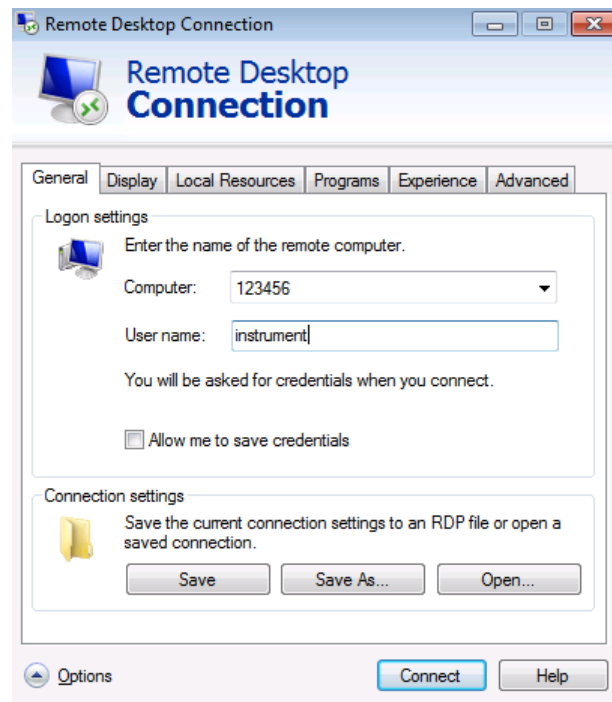 Remote Desktop Connection
Remote Desktop
Connection
General Display Local Resources Programs Experience Advanced
Logon settings
Enter the name of the remote computer.
Computer: 123456
User name: instrument
You will be asked for credentials when you connect.
Allow me to save credentials
Connection settings
Save the current connection settings to an RDP file or open a
saved connection.
Save Save As... Open...
Options Connect Help